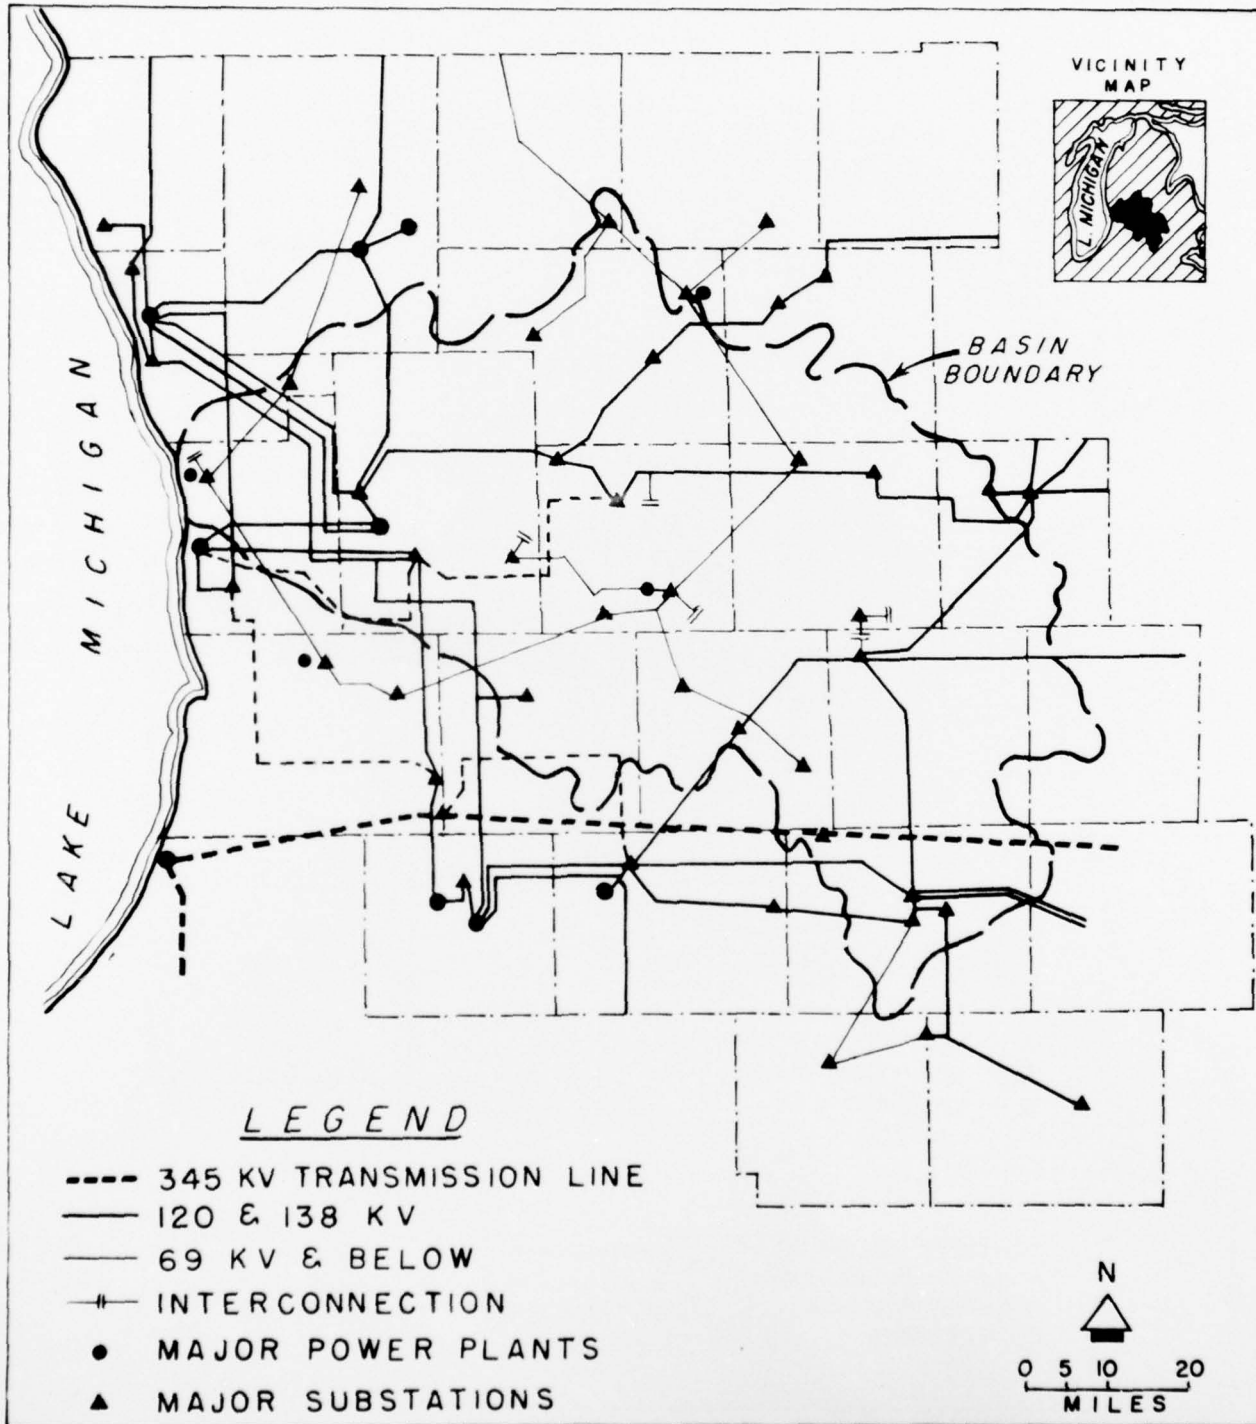 VICINITY
MAP
L. MICHIGAN
BASIN
BOUNDARY
LAKE MICHIGAN
LEGEND
345 KV TRANSMISSION LINE
120 & 138 KV
69 KV & BELOW
INTERCONNECTION
MAJOR POWER PLANTS
MAJOR SUBSTATIONS
N
0 5 10 20
MILES